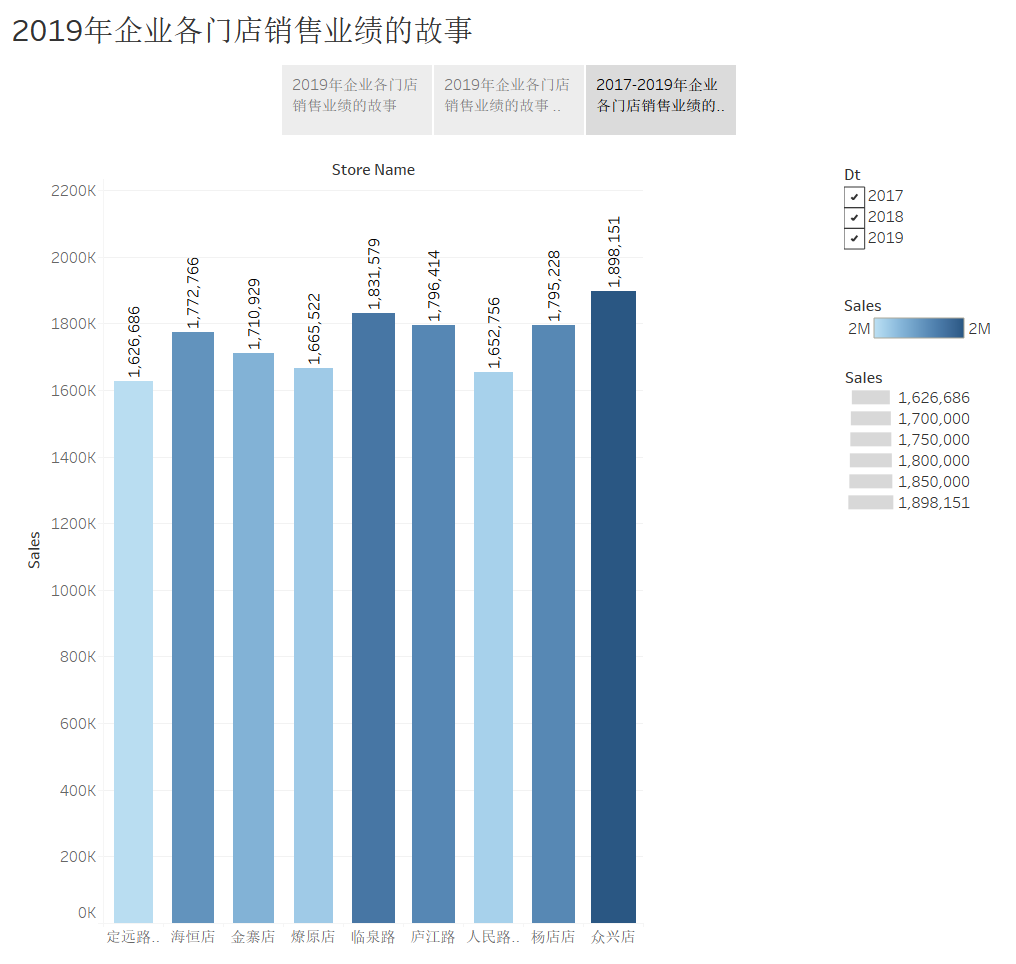 2019年企业各门店销售业绩的故事
2019年企业各门店
销售业绩的故事
2019年企业各门店
销售业绩的故事 ..
2017-2019年企业
各门店销售业绩的..
Store Name
2200K
2000K
1800K
1600K
1400K
1200K
1000K
800K
600K
400K
200K
0K
Sales
1,626,686
1,772,766
1,710,929
1,665,522
1,831,579
1,796,414
1,652,756
1,795,228
1,898,151
定远路..
海恒店
金寨店
燎原店
临泉路
庐江路
人民路..
杨店店
众兴店
Dt
2017
2018
2019
Sales
2M 2M
Sales
1,626,686
1,700,000
1,750,000
1,800,000
1,850,000
1,898,151